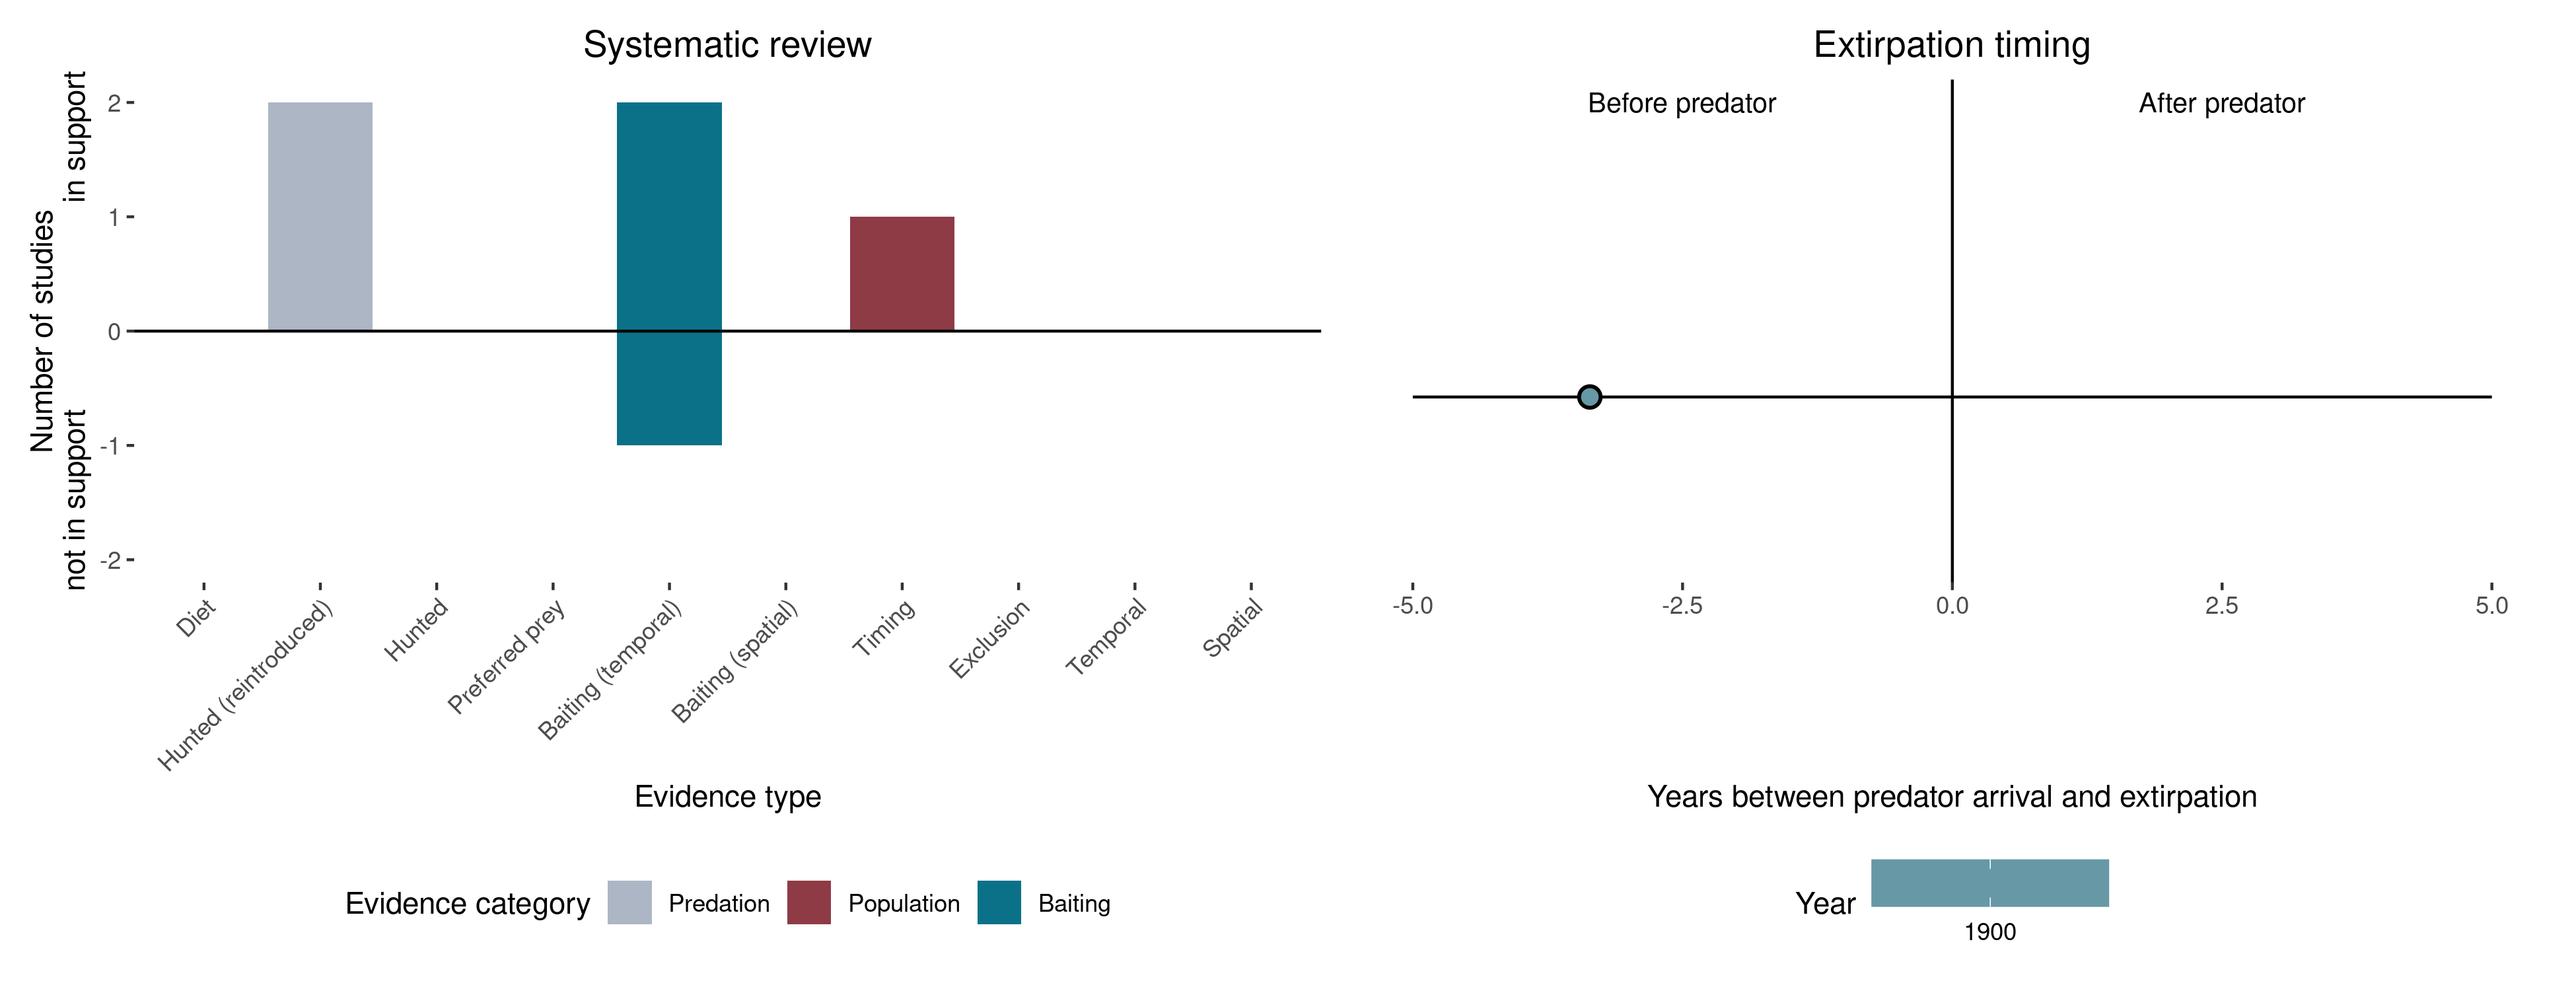 Systematic review
Number of studies
not in support in support
2
1
0
-1
-2
Diet
Hunted (reintroduced)
Hunted
Preferred prey
Baiting (temporal)
Baiting (spatial)
Timing
Exclusion
Temporal
Spatial
Evidence type
Evidence category Predation Population Baiting
Extirpation timing
Before predator After predator
-5.0 -2.5 0.0 2.5 5.0
Years between predator arrival and extirpation
Year
1900